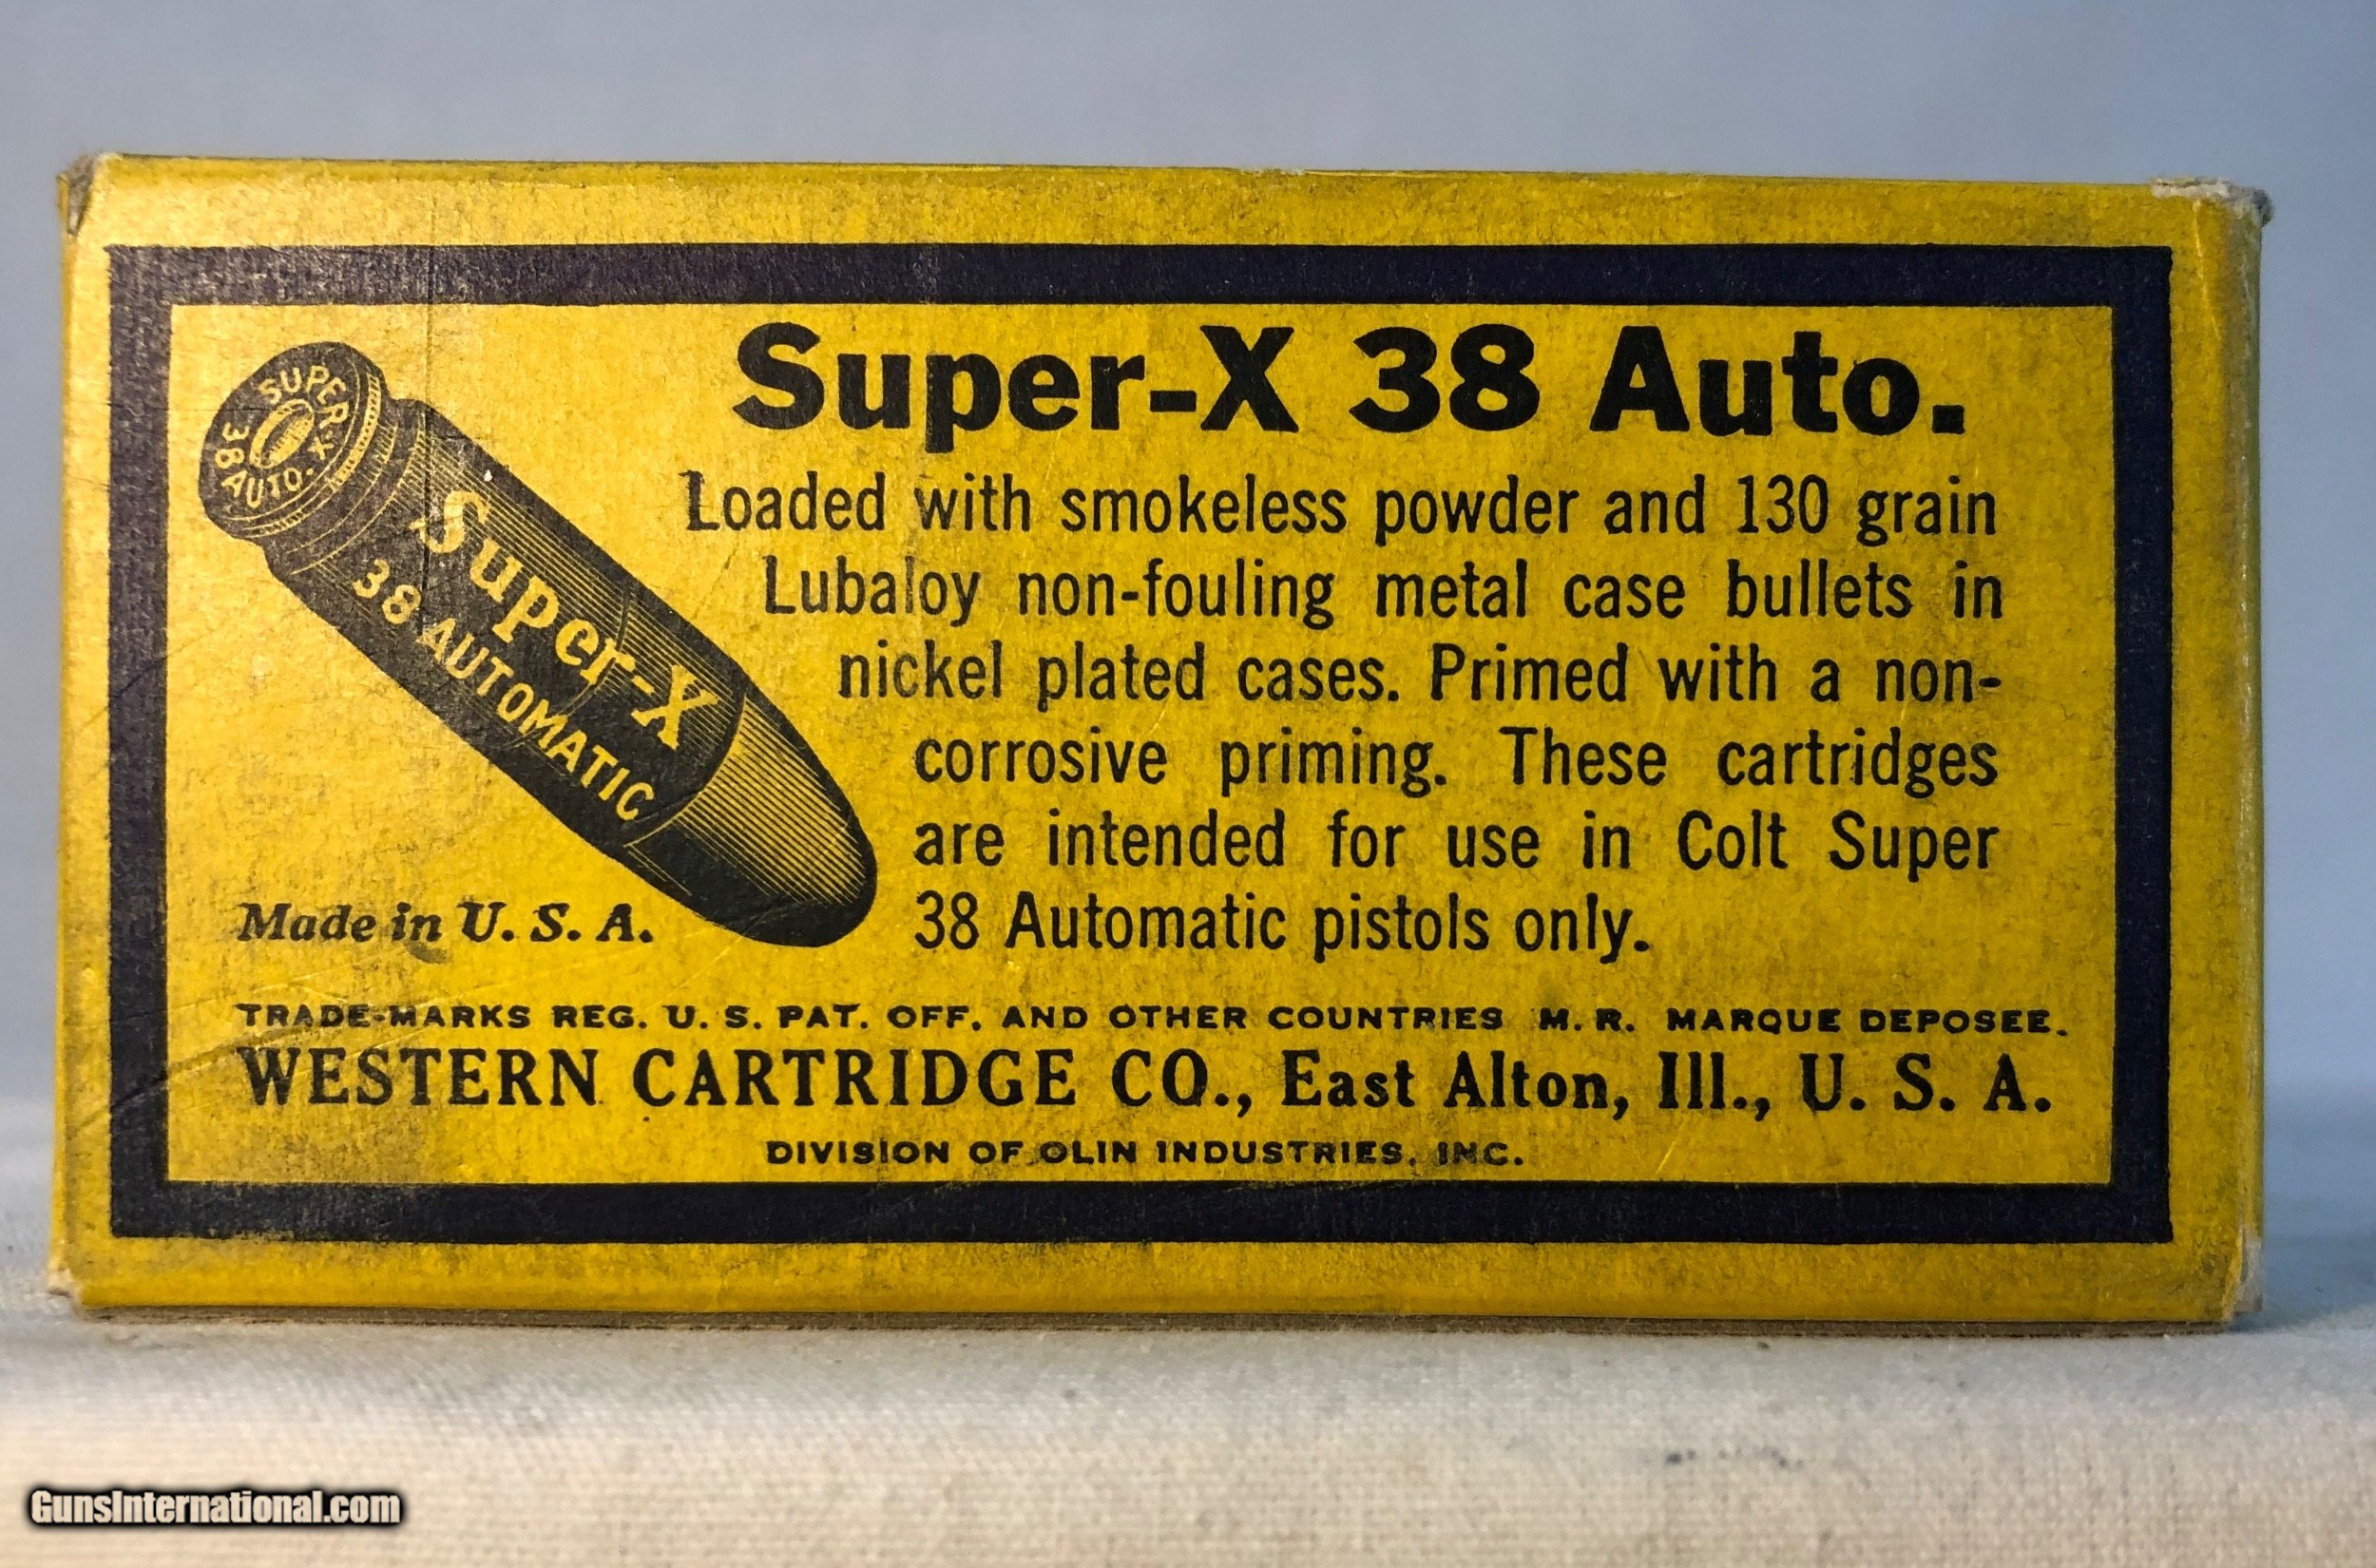 Super-X 38 Auto.
SUPER-X
38 AUTO.
Super-X
38 AUTOMATIC
Loaded with smokeless powder and 130 grain
Lubaloy non-fouling metal case bullets in
nickel plated cases. Primed with a non-
corrosive priming. These cartridges
are intended for use in Colt Super
38 Automatic pistols only.
Made in U. S. A.
TRADE-MARKS REG. U. S. PAT. OFF. AND OTHER COUNTRIES M. R. MARQUE DEPOSEE.
WESTERN CARTRIDGE CO., East Alton, Ill., U. S. A.
DIVISION OF OLIN INDUSTRIES, INC.
GunsInternational.com